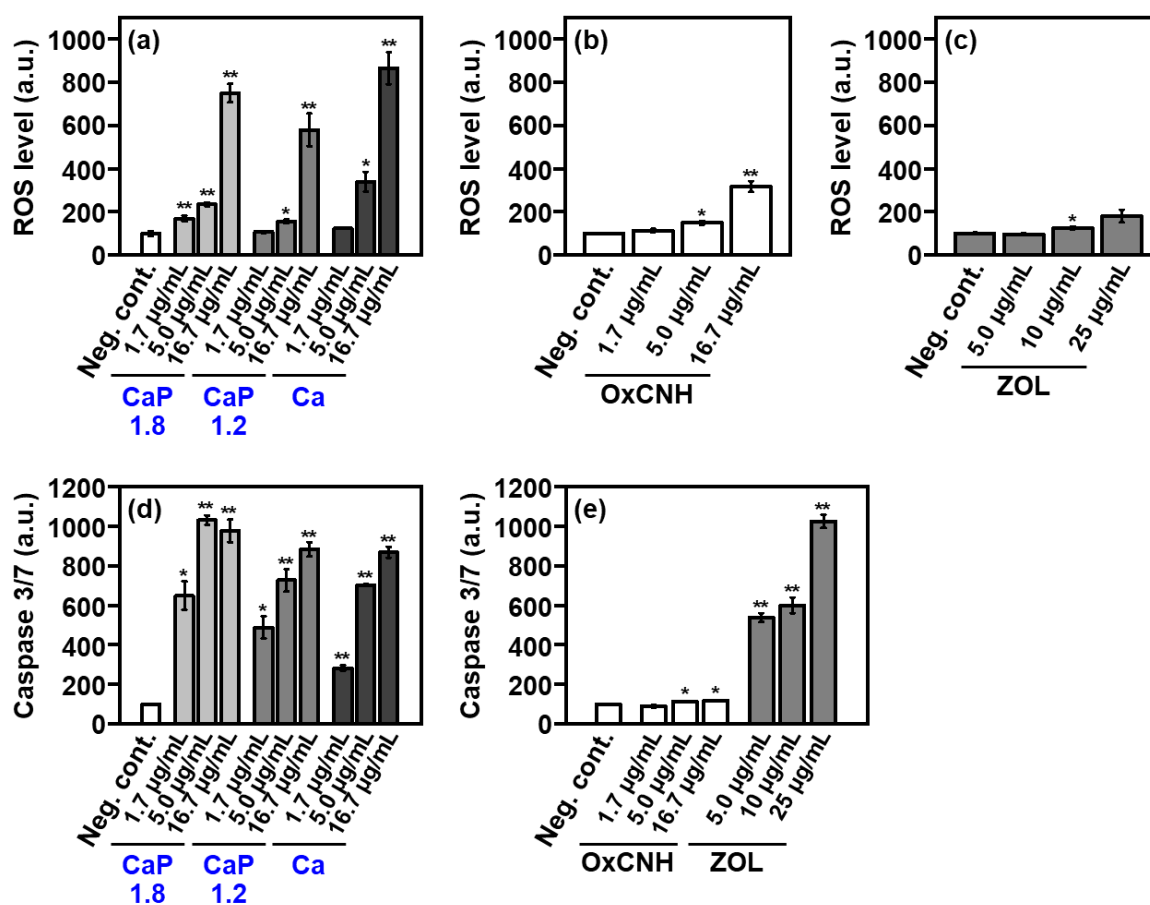 (a)
ROS level (a.u.)
1000
800
600
400
200
0
** ** ** * ** * **
Neg. cont.
1.7 µg/mL
5.0 µg/mL
16.7 µg/mL
1.7 µg/mL
5.0 µg/mL
16.7 µg/mL
1.7 µg/mL
5.0 µg/mL
16.7 µg/mL
CaP
1.8
CaP
1.2
Ca
(b)
ROS level (a.u.)
1000
800
600
400
200
0
* **
Neg. cont.
1.7 µg/mL
5.0 µg/mL
16.7 µg/mL
OxCNH
(c)
ROS level (a.u.)
1000
800
600
400
200
0
*
Neg. cont.
5.0 µg/mL
10 µg/mL
25 µg/mL
ZOL
(d)
Caspase 3/7 (a.u.)
1200
1000
800
600
400
200
0
* ** ** * ** ** ** ** **
Neg. cont.
1.7 µg/mL
5.0 µg/mL
16.7 µg/mL
1.7 µg/mL
5.0 µg/mL
16.7 µg/mL
1.7 µg/mL
5.0 µg/mL
16.7 µg/mL
CaP
1.8
CaP
1.2
Ca
(e)
Caspase 3/7 (a.u.)
1200
1000
800
600
400
200
0
* * ** ** **
Neg. cont.
1.7 µg/mL
5.0 µg/mL
16.7 µg/mL
5.0 µg/mL
10 µg/mL
25 µg/mL
OxCNH
ZOL